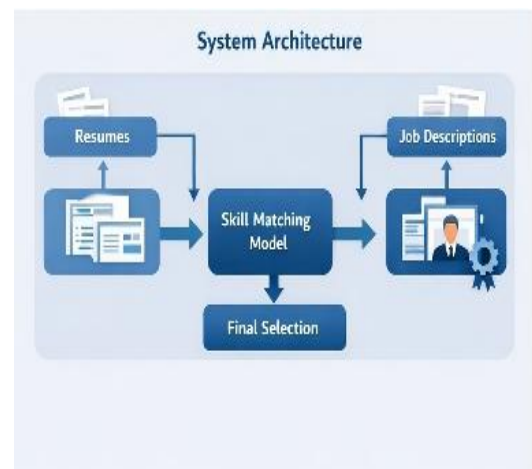 System Architecture
Resumes
Job Descriptions
Skill Matching
Model
Final Selection